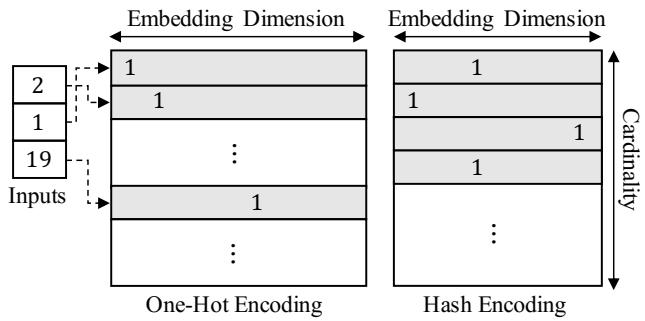 Embedding Dimension
Embedding Dimension
1
1
2
1
1
1
19
1
1
⋮
1
⋮
⋮
Inputs
Cardinality
One-Hot Encoding
Hash Encoding